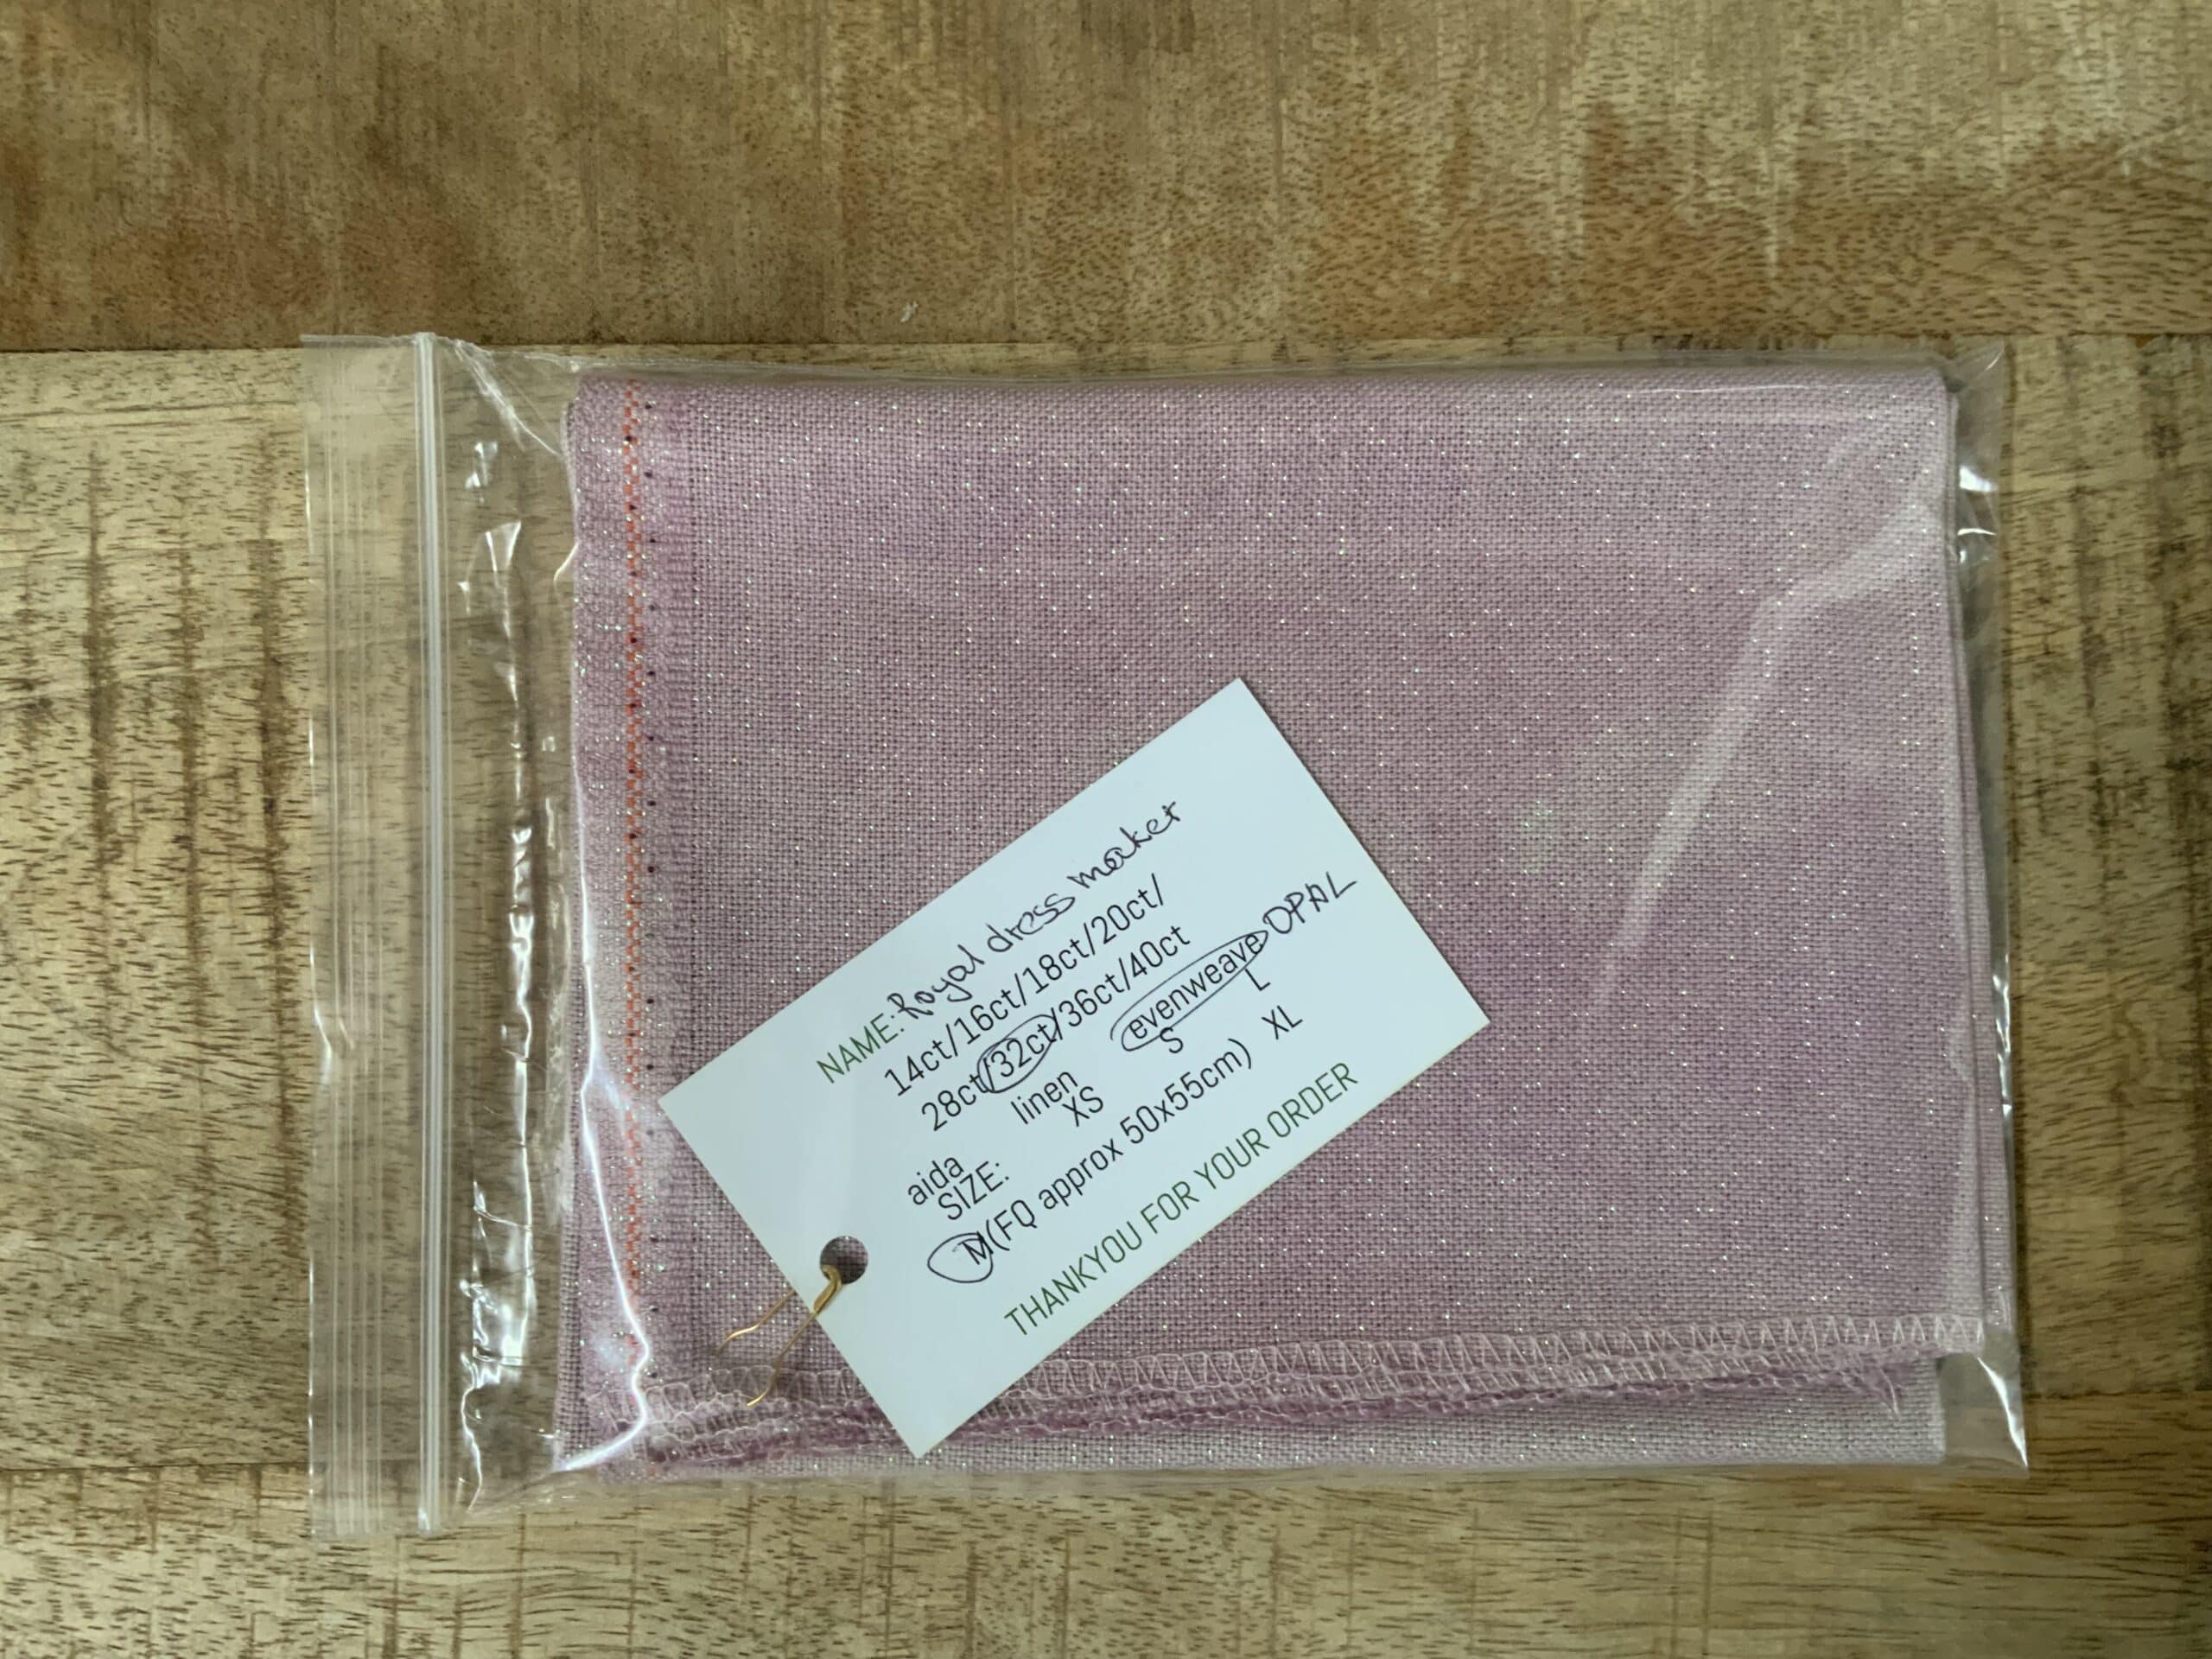 NAME: Royal dress maker
14ct/16ct/18ct/20ct/
28ct/32ct/36ct/40ct
aida linen evenweave OPAL
SIZE: XS S L
M(FQ approx 50x55cm) XL
THANKYOU FOR YOUR ORDER